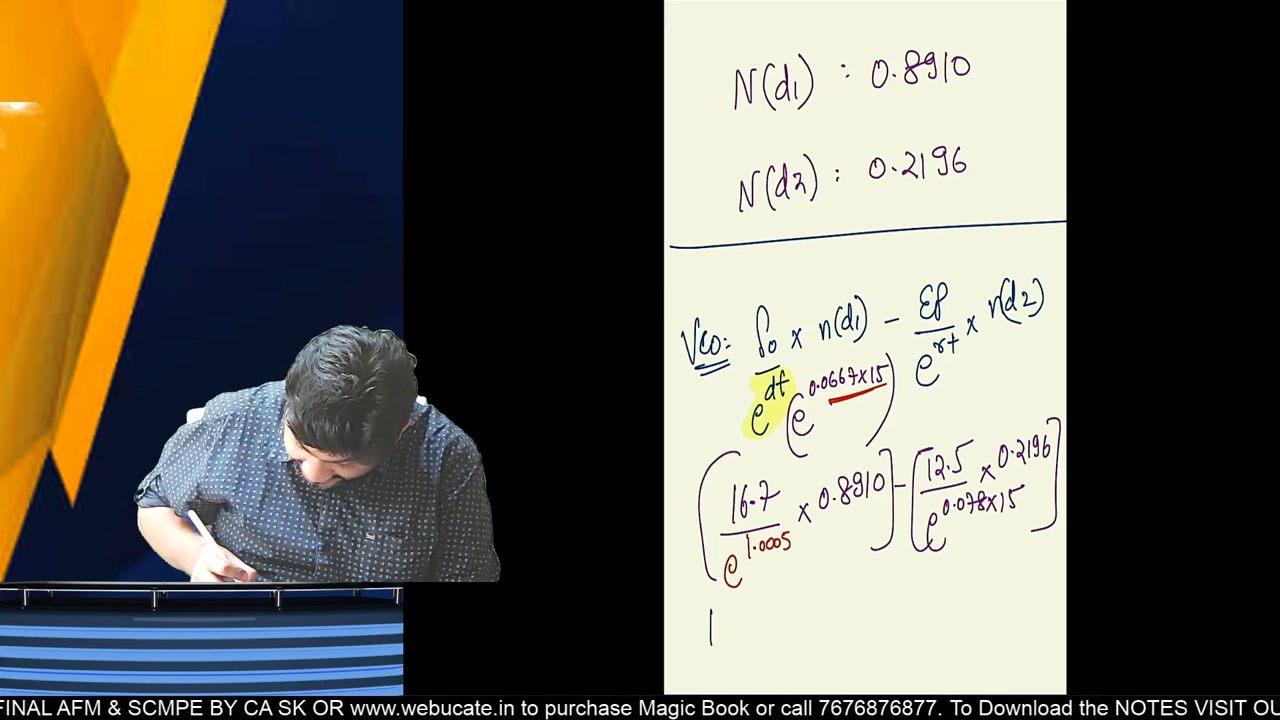 N(d1) : 0.8910
N(d2) : 0.2196
VCO: S0/e^dt × n(d1) - EP/e^rt × n(d2)
(e^0.0667×15)
(16.7/e^1.0005 × 0.8910] - [12.5/e^0.078×15 × 0.2196]
FINAL AFM & SCMPE BY CA SK OR www.webucate.in to purchase Magic Book or call 7676876877. To Download the NOTES VISIT OU